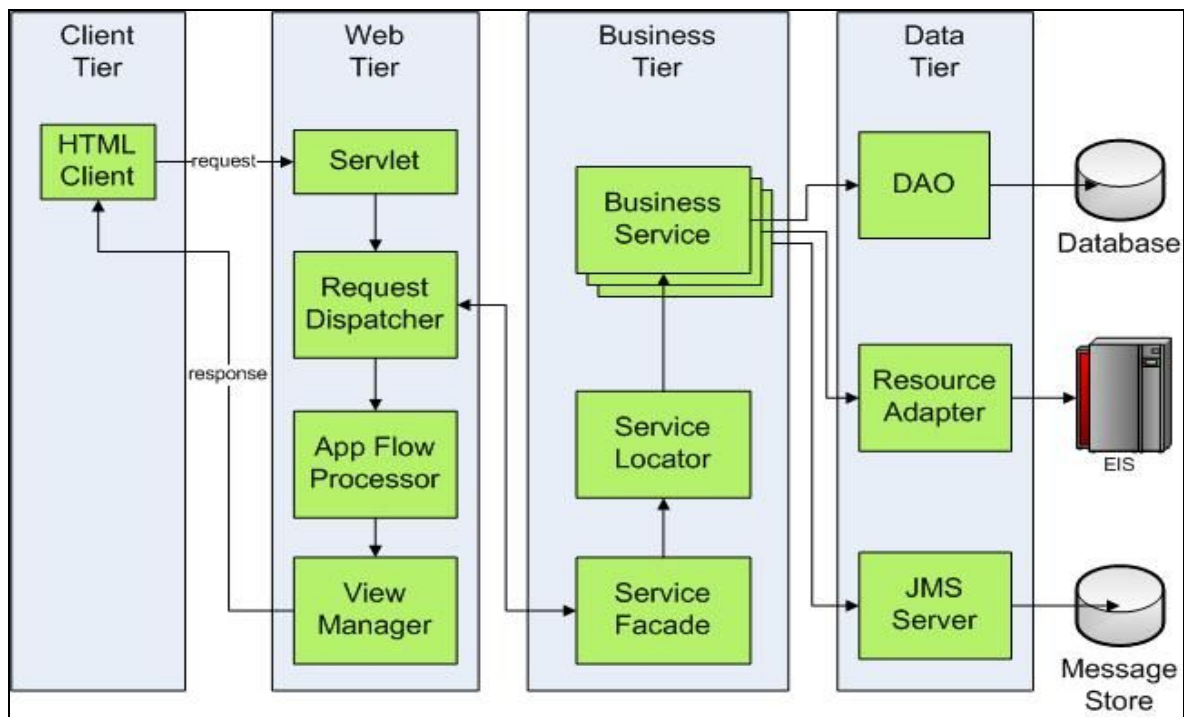 Client
Tier
Web
Tier
Business
Tier
Data
Tier
HTML
Client
request
Servlet
Request
Dispatcher
response
App Flow
Processor
View
Manager
Business
Service
Service
Locator
Service
Facade
DAO
Database
Resource
Adapter
EIS
JMS
Server
Message
Store